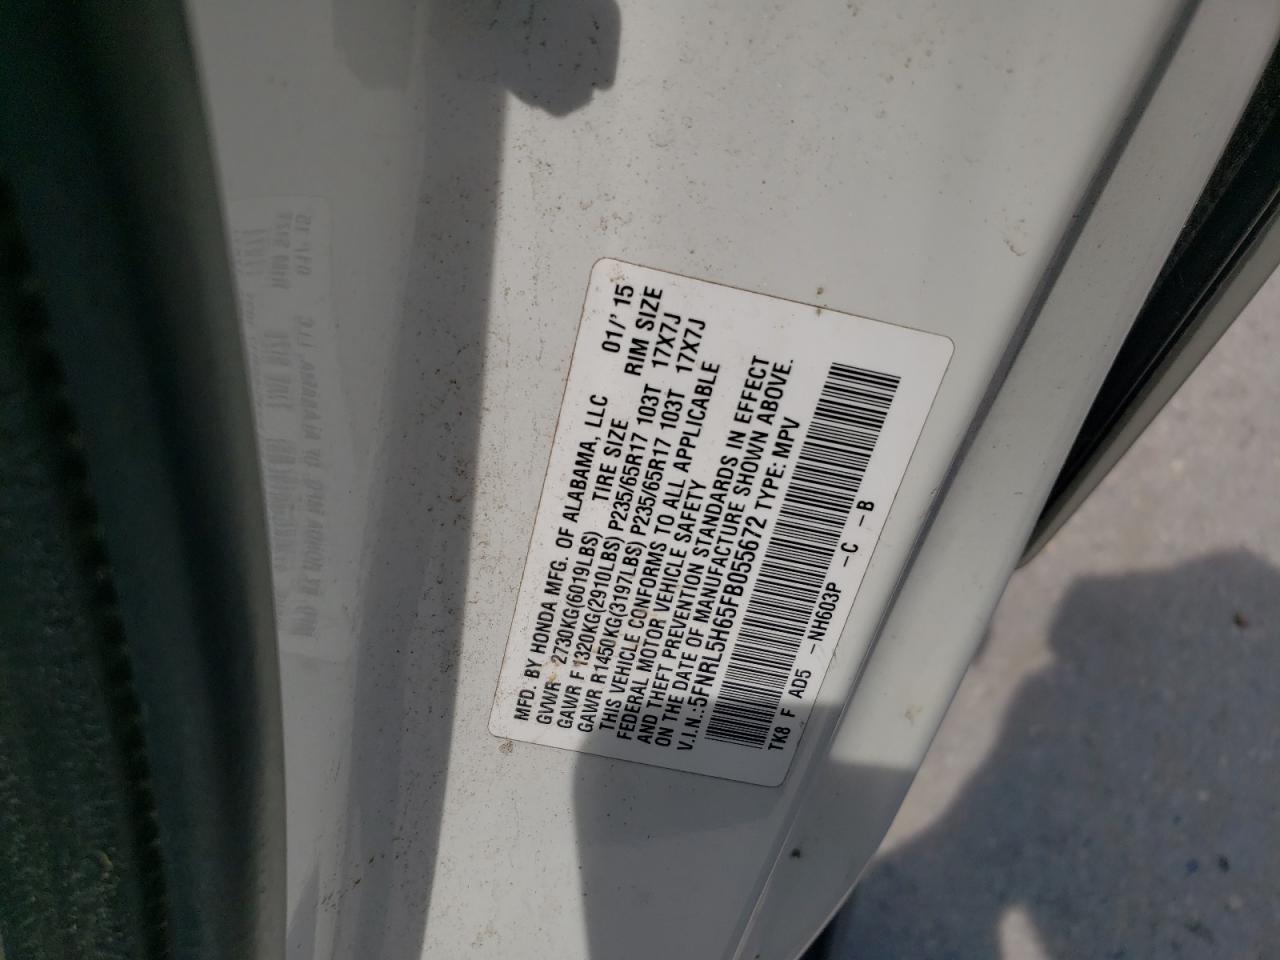 MFD. BY HONDA MFG. OF ALABAMA, LLC 01/' 15
GVWR 2730KG(6019LBS) TIRE SIZE RIM SIZE
GAWR F 1320KG(2910LBS) P235/65R17 103T 17X7J
GAWR R1450KG(3197LBS) P235/65R17 103T 17X7J
THIS VEHICLE CONFORMS TO ALL APPLICABLE
FEDERAL MOTOR VEHICLE SAFETY
AND THEFT PREVENTION STANDARDS IN EFFECT
ON THE DATE OF MANUFACTURE SHOWN ABOVE.
V.I.N.:5FNRL5H65FB055672 TYPE: MPV
TK8 F AD5 -NH603P -C -B